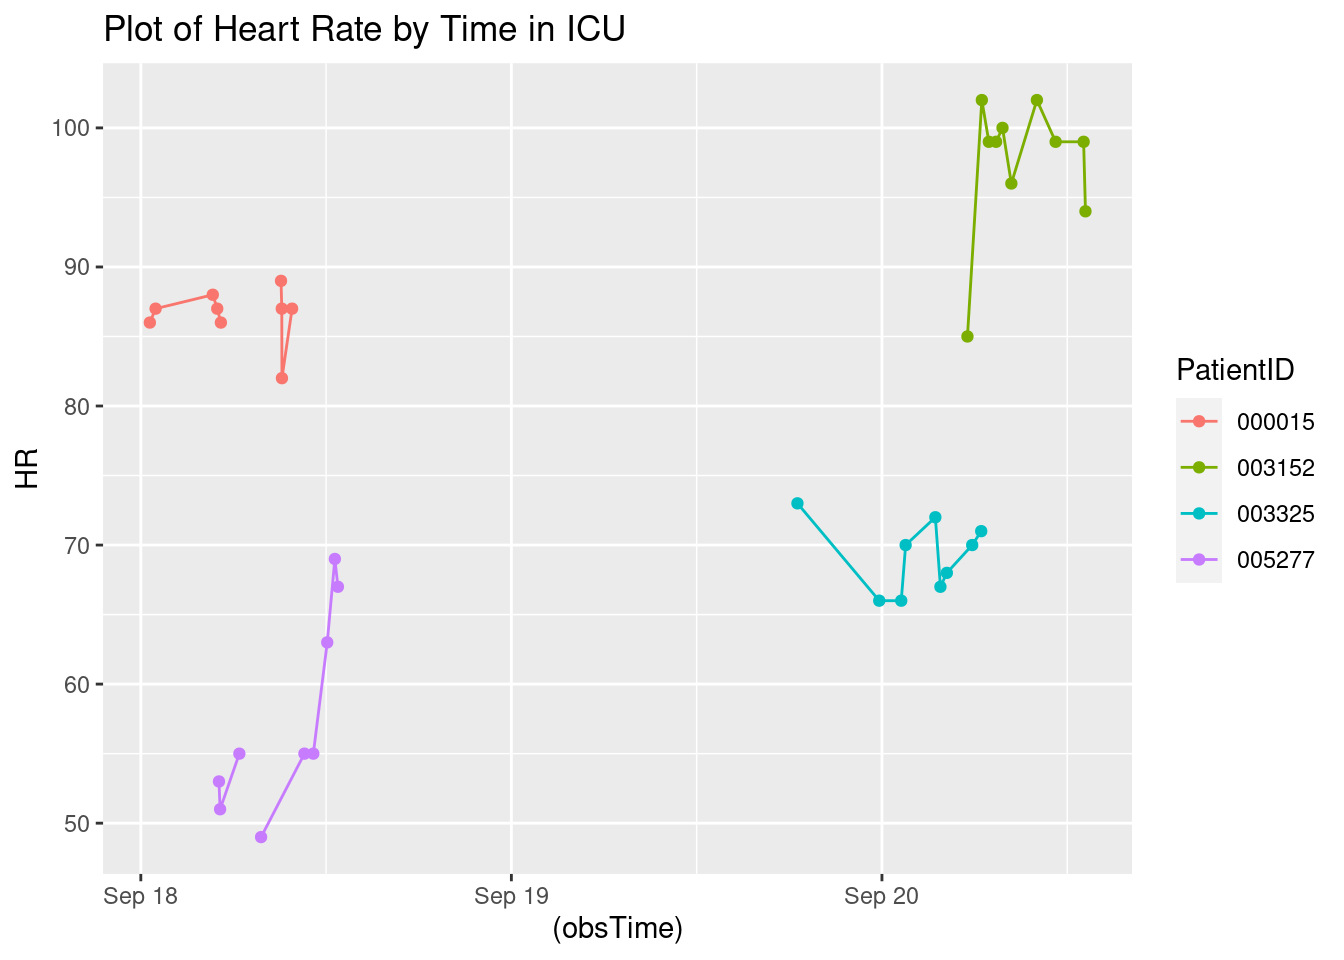 Plot of Heart Rate by Time in ICU
100
90
80
70
60
50
HR
Sep 18
Sep 19
Sep 20
(obsTime)
PatientID
000015
003152
003325
005277